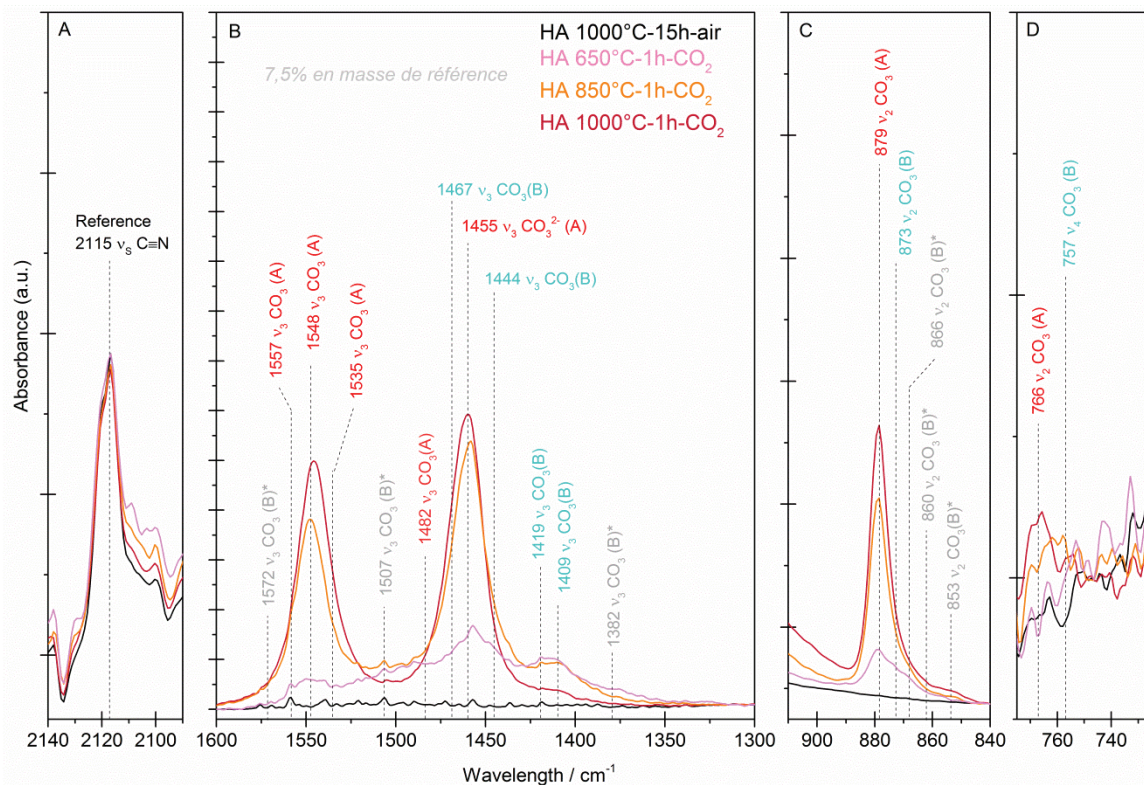 A
Reference
2115 νS C≡N
Absorbance (a.u.)
2140
2120
2100
B
7,5% en masse de référence
HA 1000°C-15h-air
HA 650°C-1h-CO2
HA 850°C-1h-CO2
HA 1000°C-1h-CO2
1572 ν3 CO3 (B)*
1557 ν3 CO3 (A)
1548 ν3 CO3 (A)
1535 ν3 CO3 (A)
1507 ν3 CO3 (B)*
1482 ν3 CO3(A)
1467 ν3 CO3(B)
1455 ν3 CO3²⁻ (A)
1444 ν3 CO3(B)
1419 ν3 CO3(B)
1409 ν3 CO3(B)
1382 ν3 CO3 (B)*
1600
1550
1500
1450
1400
1350
1300
Wavelength / cm⁻¹
C
879 ν2 CO3 (A)
873 ν2 CO3 (B)
866 ν2 CO3 (B)*
860 ν2 CO3 (B)*
853 ν2 CO3(B)*
900
880
860
840
D
766 ν2 CO3 (A)
757 ν4 CO3 (B)
760
740